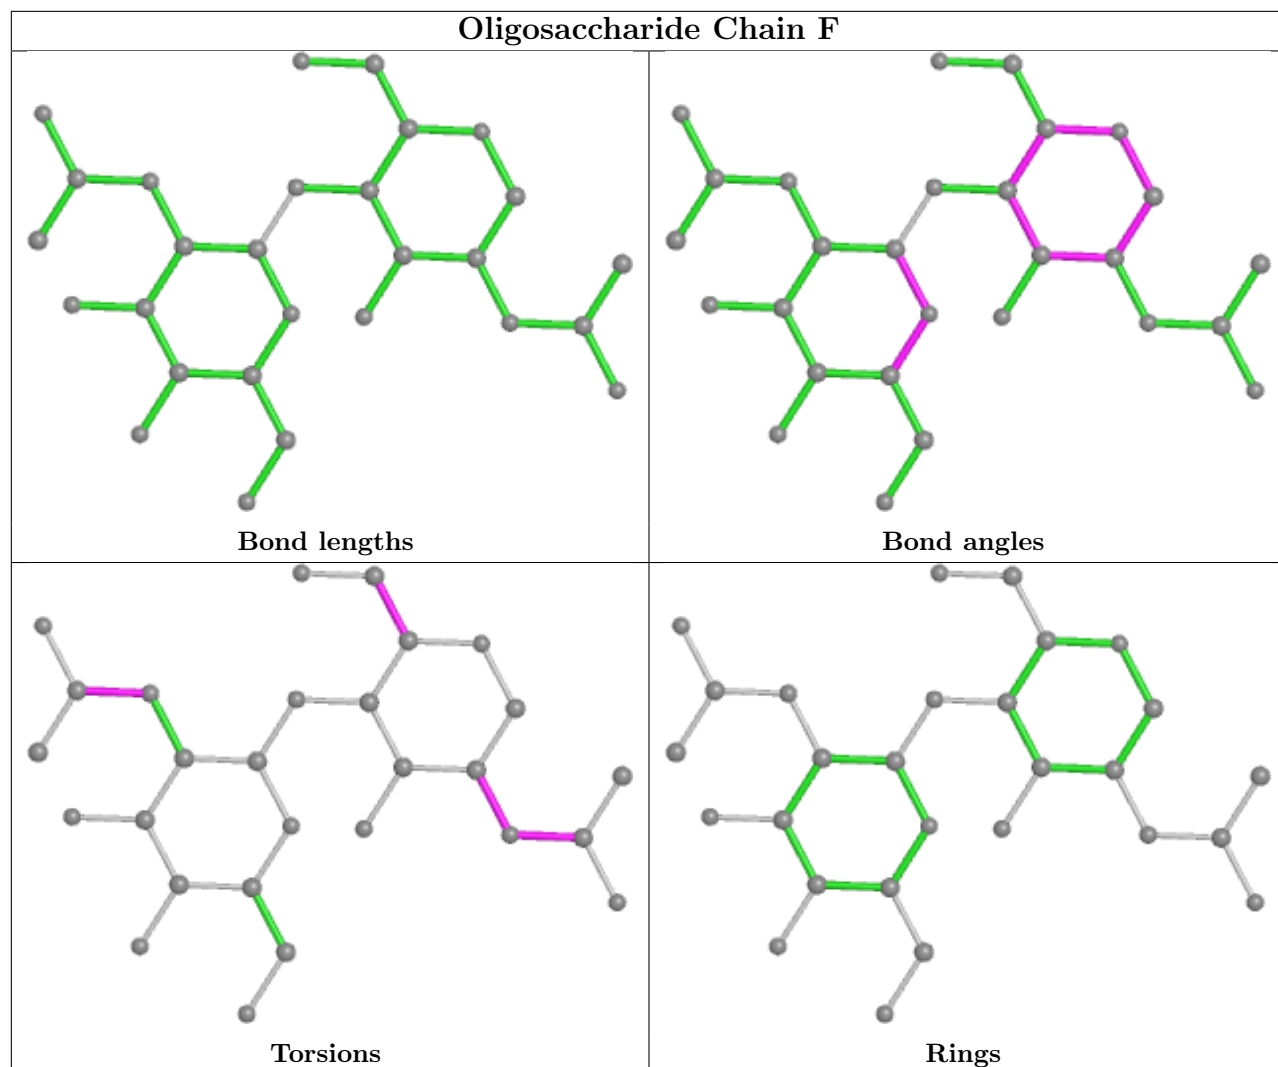 Oligosaccharide Chain F
Bond lengths
Bond angles
Torsions
Rings